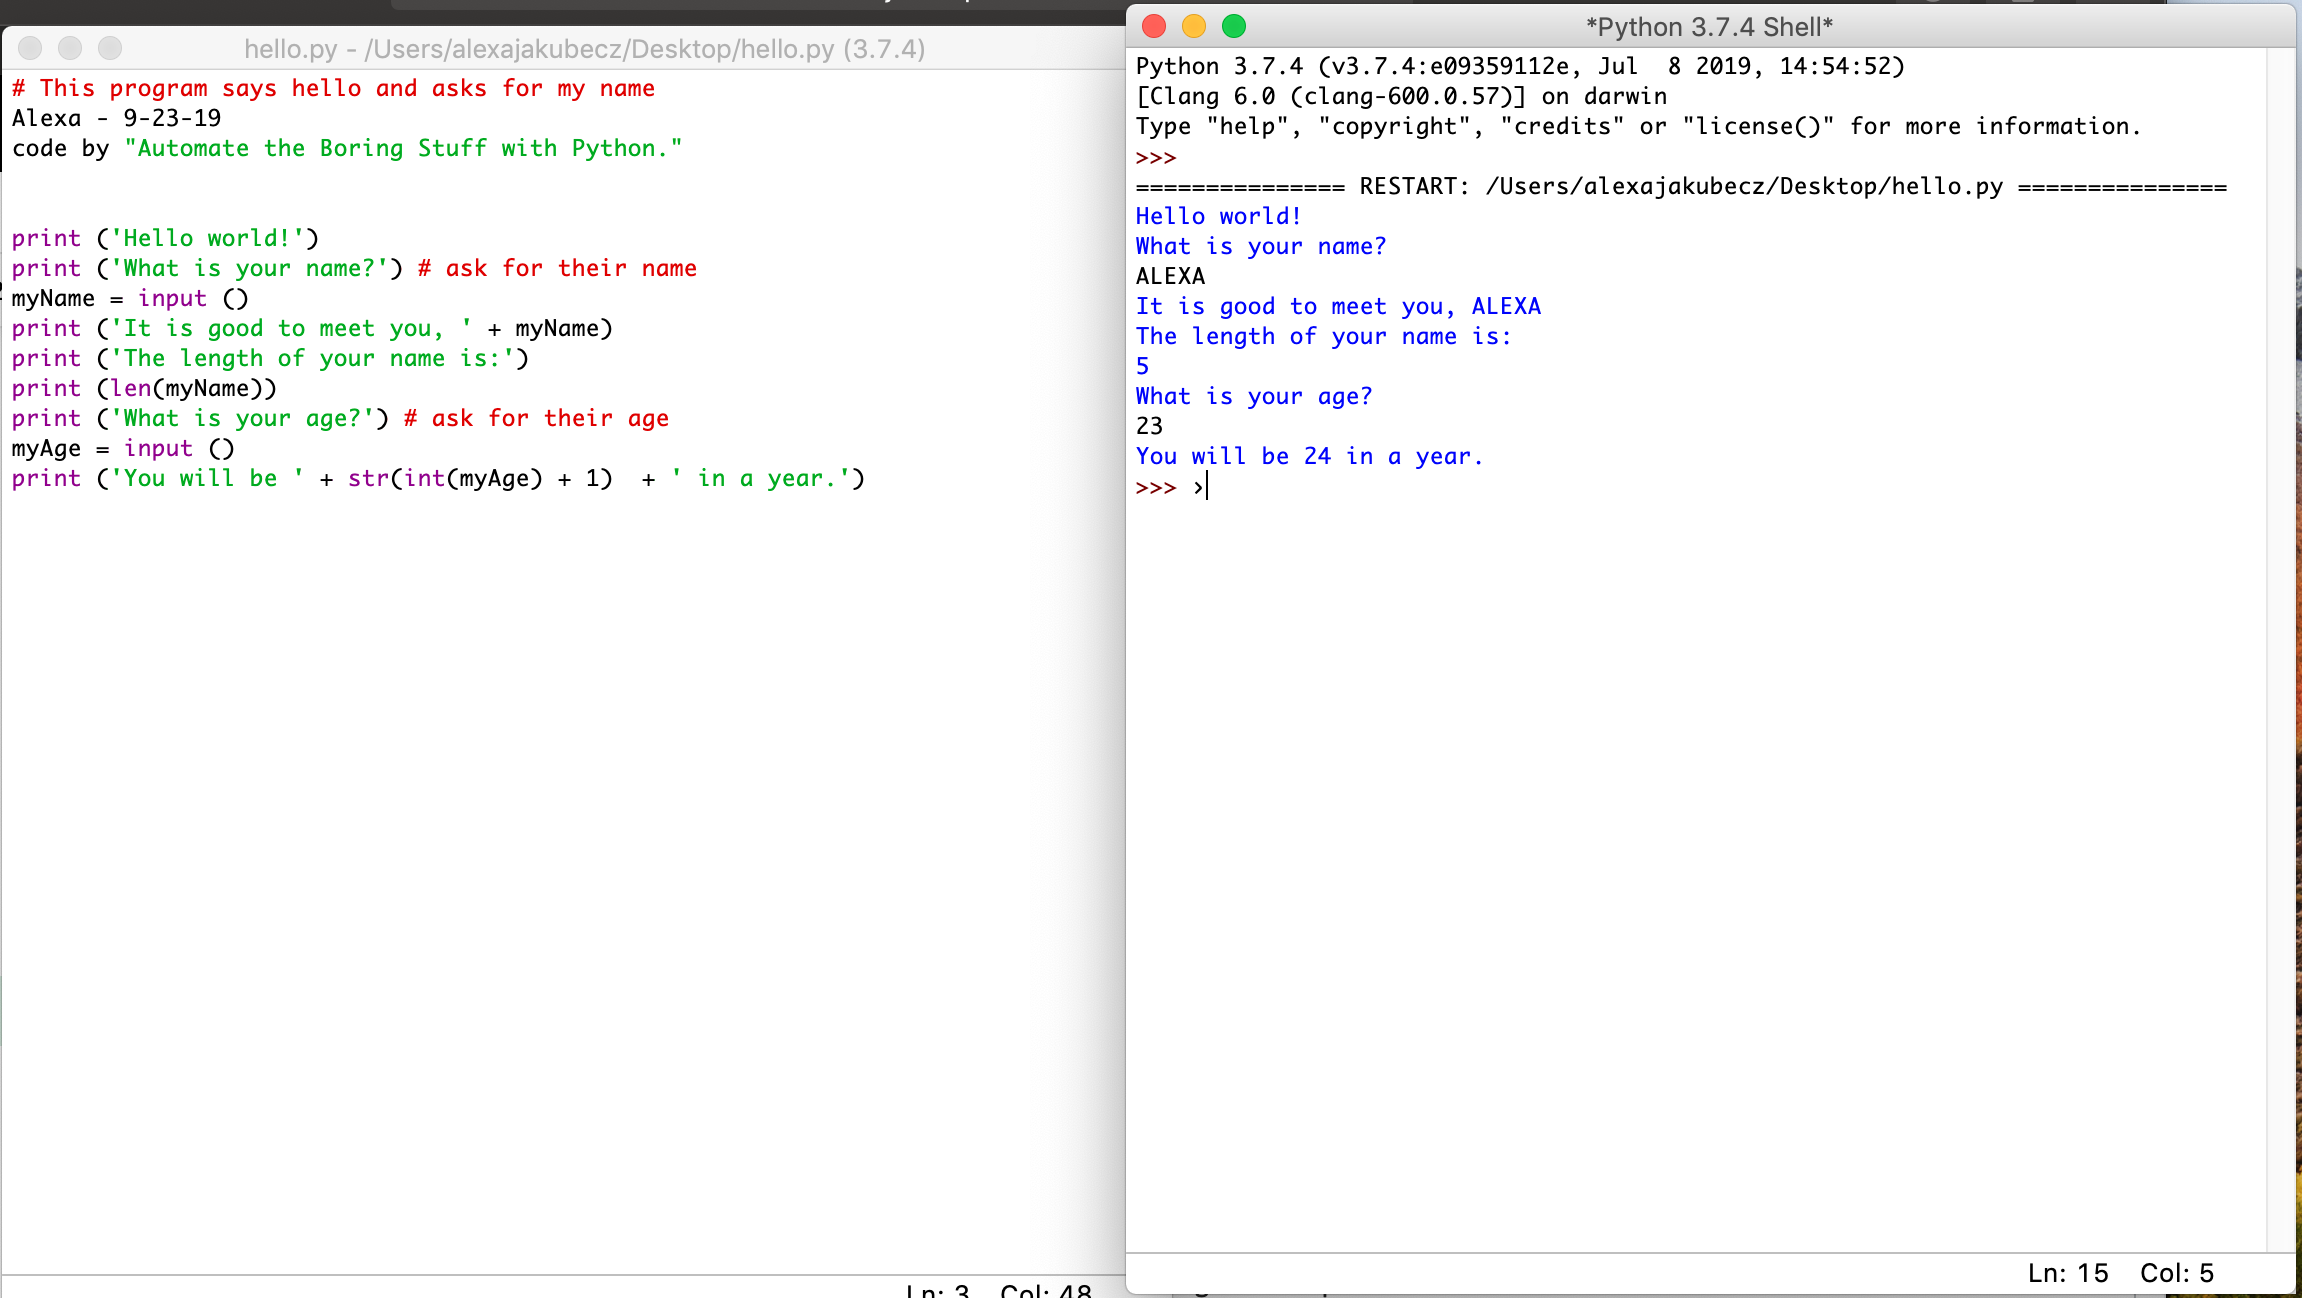 hello.py - /Users/alexajakubecz/Desktop/hello.py (3.7.4)
# This program says hello and asks for my name
Alexa - 9-23-19
code by "Automate the Boring Stuff with Python."
print ('Hello world!')
print ('What is your name?') # ask for their name
myName = input ()
print ('It is good to meet you, ' + myName)
print ('The length of your name is:')
print (len(myName))
print ('What is your age?') # ask for their age
myAge = input ()
print ('You will be ' + str(int(myAge) + 1)  + ' in a year.')
Ln: 3 Col: 48
*Python 3.7.4 Shell*
Python 3.7.4 (v3.7.4:e09359112e, Jul  8 2019, 14:54:52)
[Clang 6.0 (clang-600.0.57)] on darwin
Type "help", "copyright", "credits" or "license()" for more information.
>>>
=============== RESTART: /Users/alexajakubecz/Desktop/hello.py ===============
Hello world!
What is your name?
ALEXA
It is good to meet you, ALEXA
The length of your name is:
5
What is your age?
23
You will be 24 in a year.
>>> ›
Ln: 15 Col: 5